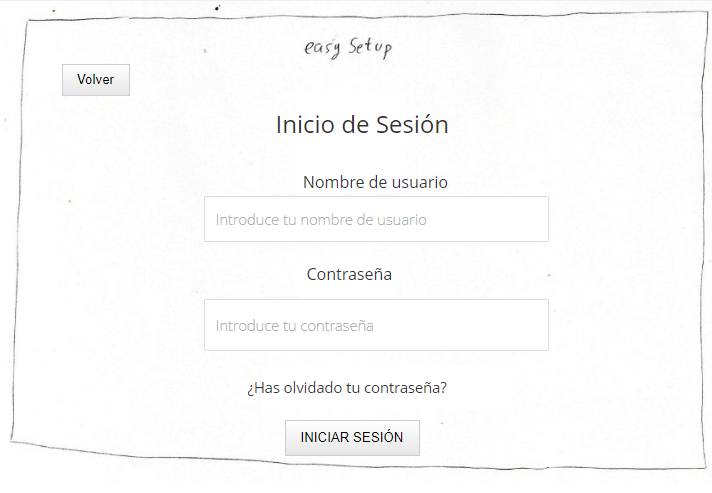 easy Setup
Volver
Inicio de Sesión
Nombre de usuario
Introduce tu nombre de usuario
Contraseña
Introduce tu contraseña
¿Has olvidado tu contraseña?
INICIAR SESIÓN